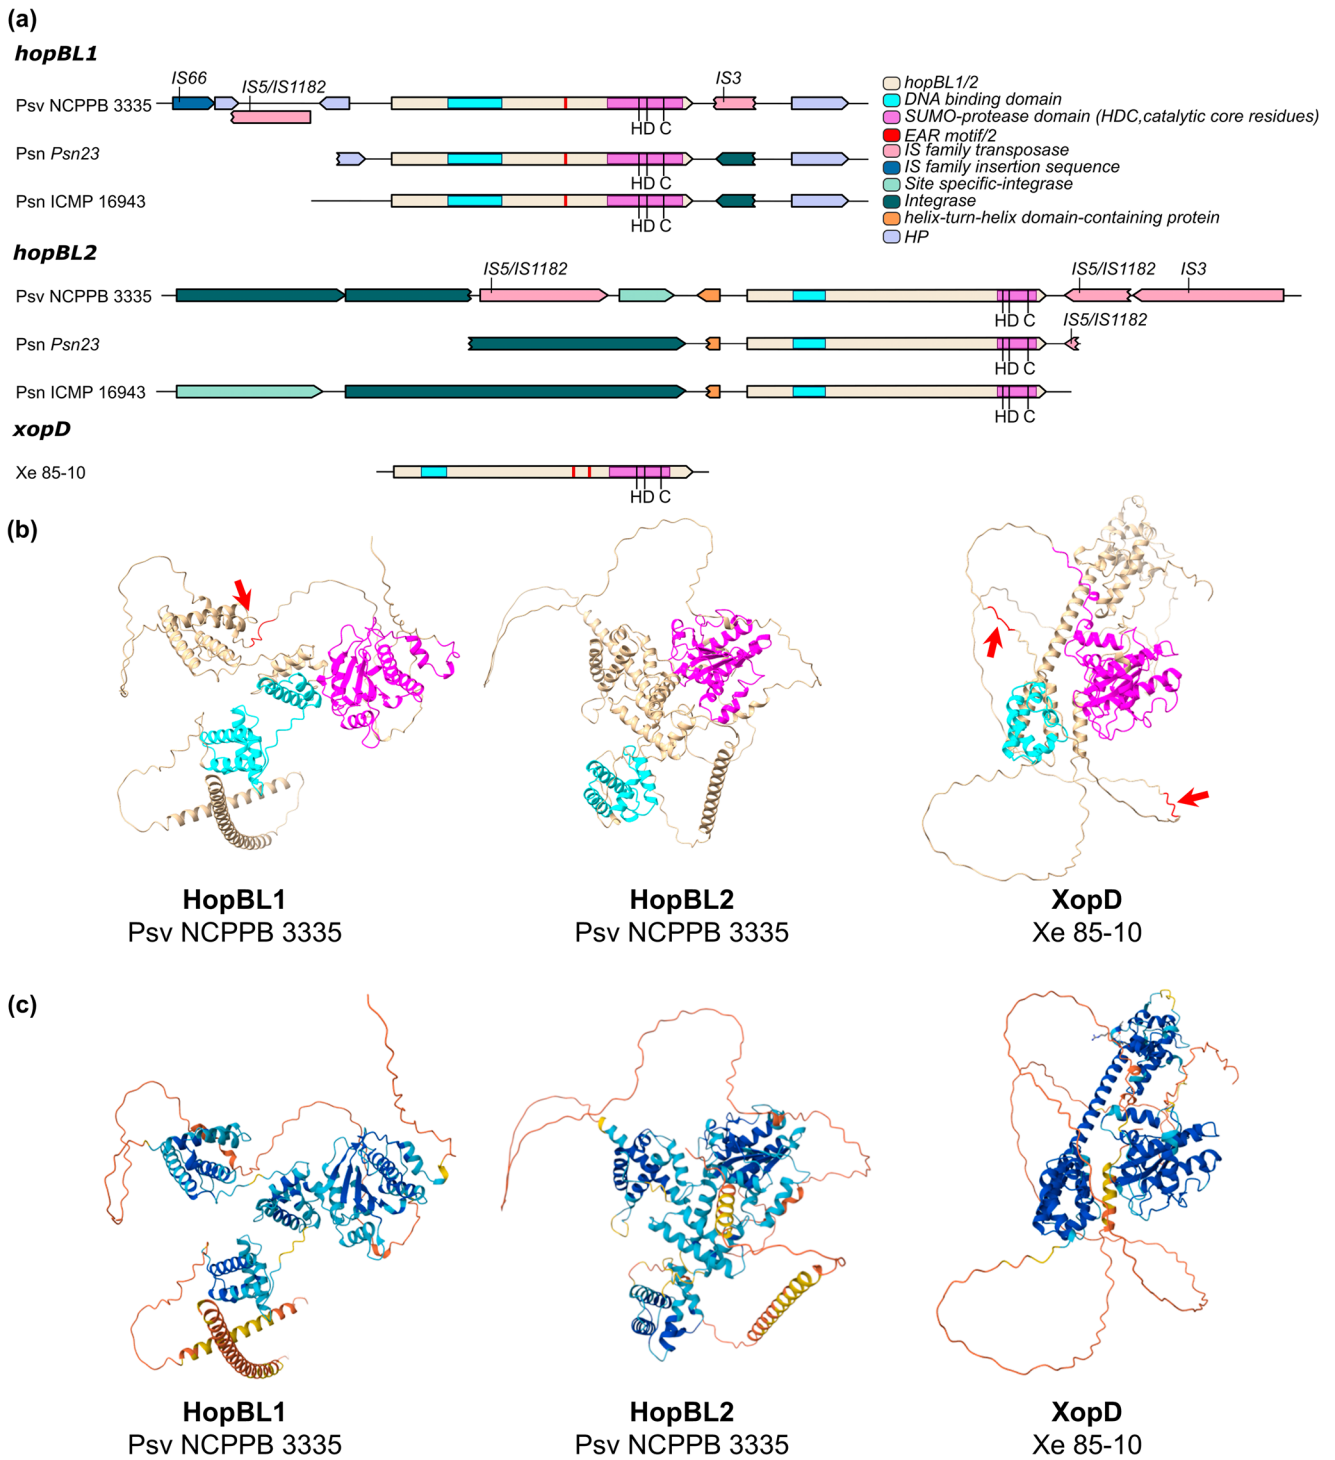 (a)
hopBL1
IS66
IS5/IS1182
IS3
Psv NCPPB 3335
HD C
Psn Psn23
HD C
Psn ICMP 16943
HD C
hopBL1/2
DNA binding domain
SUMO-protease domain (HDC,catalytic core residues)
EAR motif/2
IS family transposase
IS family insertion sequence
Site specific-integrase
Integrase
helix-turn-helix domain-containing protein
HP
hopBL2
IS5/IS1182
IS5/IS1182
IS3
Psv NCPPB 3335
HD C
IS5/IS1182
Psn Psn23
HD C
Psn ICMP 16943
HD C
xopD
Xe 85-10
HD C
(b)
HopBL1
Psv NCPPB 3335
HopBL2
Psv NCPPB 3335
XopD
Xe 85-10
(c)
HopBL1
Psv NCPPB 3335
HopBL2
Psv NCPPB 3335
XopD
Xe 85-10